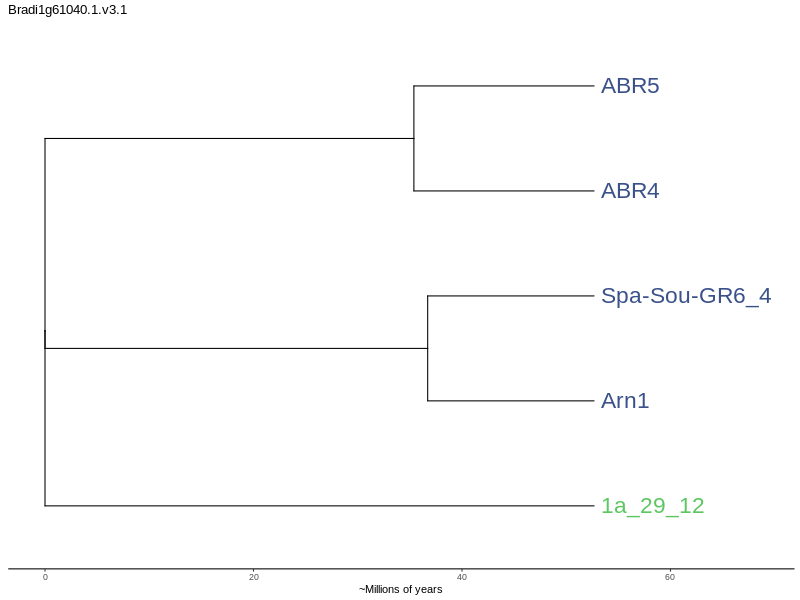 Bradi1g61040.1.v3.1
ABR5
ABR4
Spa-Sou-GR6_4
Arn1
1a_29_12
0 20 40 60
~Millions of years